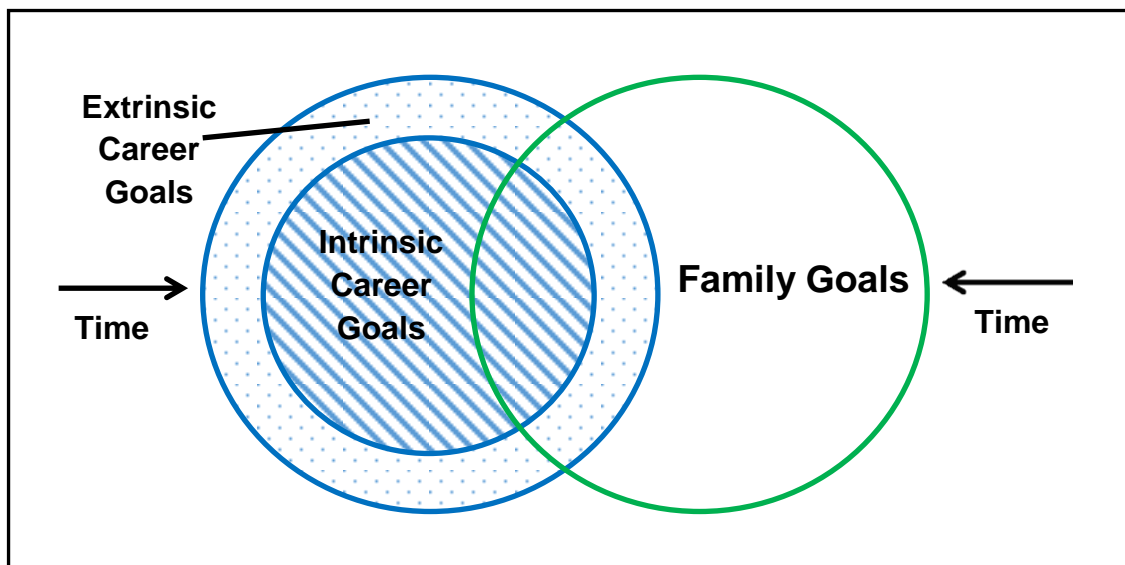 Extrinsic
Career
Goals
Intrinsic
Career
Goals
Family Goals
Time
Time